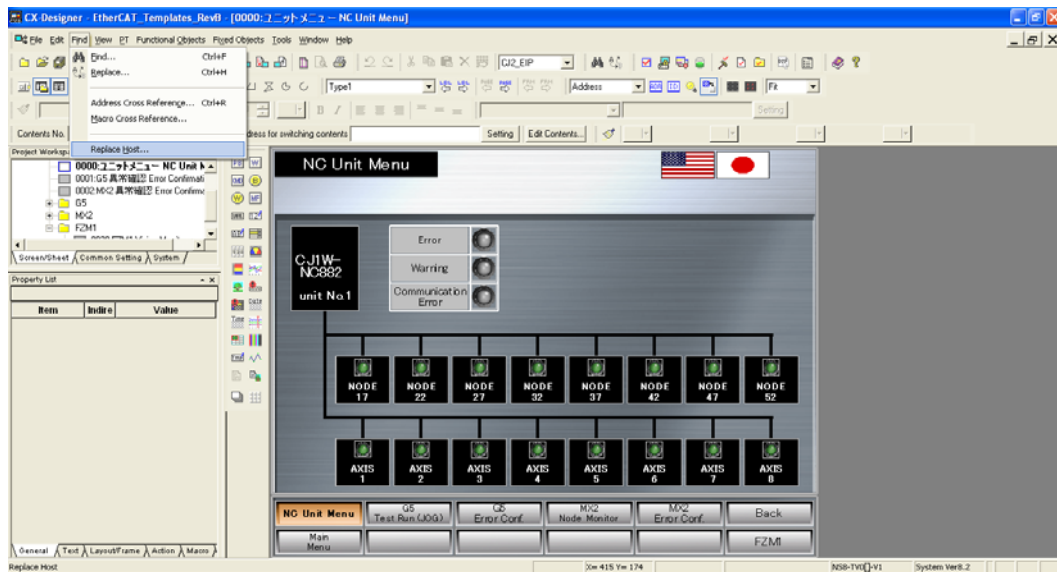 CX-Designer - EtherCAT_Templates_RevB - [0000:ユニットメニュー NC Unit Menu]
File Edit Find View PT Functional Objects Fixed Objects Tools Window Help
Find... Ctrl+F
Replace... Ctrl+H
Address Cross Reference... Ctrl+R
Macro Cross Reference...
Replace Host...
CJ2_EIP
Type1
Address
Fit
Setting
Contents No.
for switching contents
Setting
Edit Contents...
Project Workspa
0000:ユニットメニュー NC Unit M
0001:G5 異常確認 Error Confirmati
0002:MX2 異常確認 Error Confirma
G5
MX2
FZM1
Screen/Sheet
Common Setting
System
Property List
Item
Indire
Value
General
Text
Layout/Frame
Action
Macro
NC Unit Menu
CJ1W-
NC882
unit No.1
Error
Warning
Communication
Error
NODE
17
NODE
22
NODE
27
NODE
32
NODE
37
NODE
42
NODE
47
NODE
52
AXIS
1
AXIS
2
AXIS
3
AXIS
4
AXIS
5
AXIS
6
AXIS
7
AXIS
8
NC Unit Menu
G5
Test Run (JOG)
G5
Error Conf.
MX2
Node Monitor
MX2
Error Conf.
Back
Main
Menu
FZM1
Replace Host
X= 415 Y= 174
NS8-TV0[]-V1
System Ver8.2